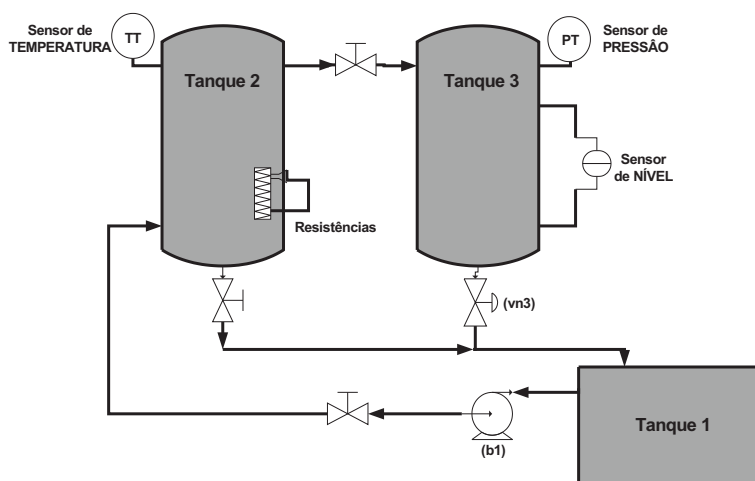 Sensor de
TEMPERATURA
TT
Tanque 2
Resistências
Tanque 3
PT
Sensor de
PRESSÂO
Sensor
de NÍVEL
(vn3)
(b1)
Tanque 1